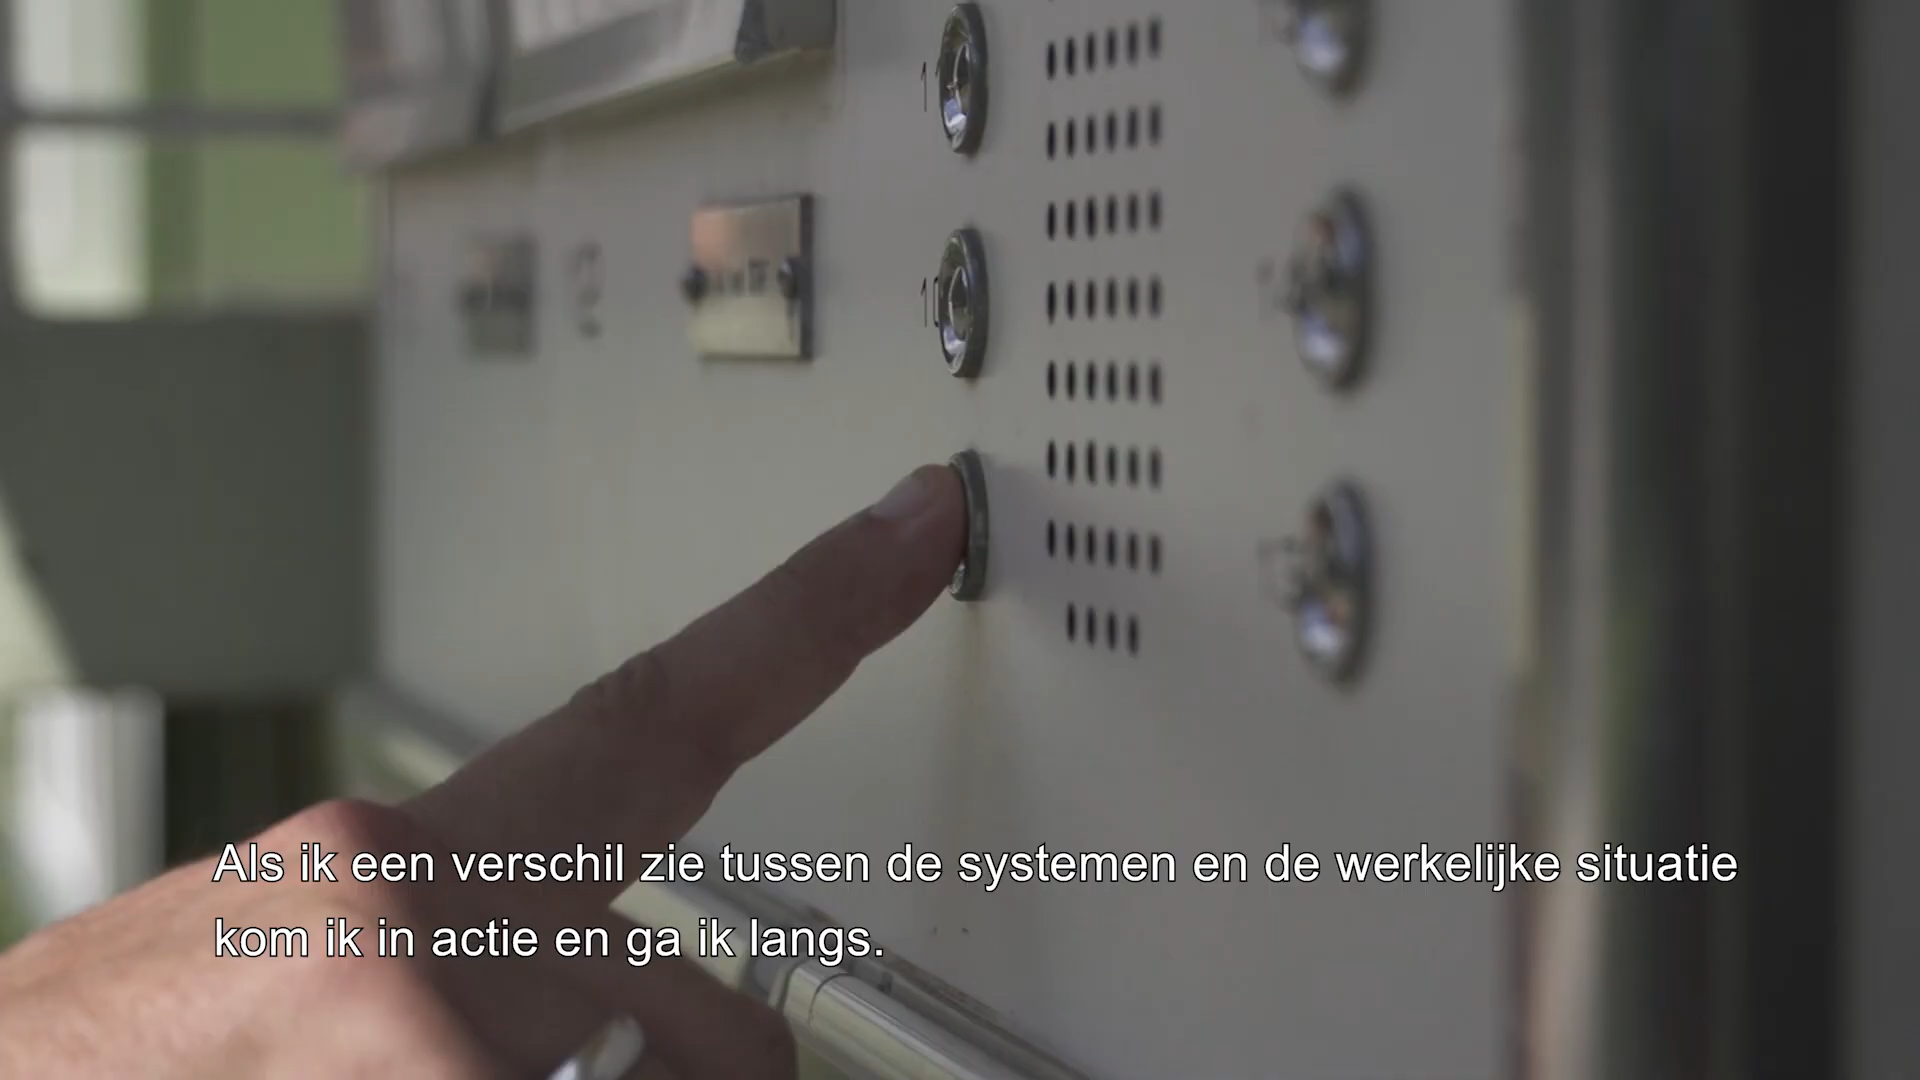 Als ik een verschil zie tussen de systemen en de werkelijke situatie
kom ik in actie en ga ik langs.